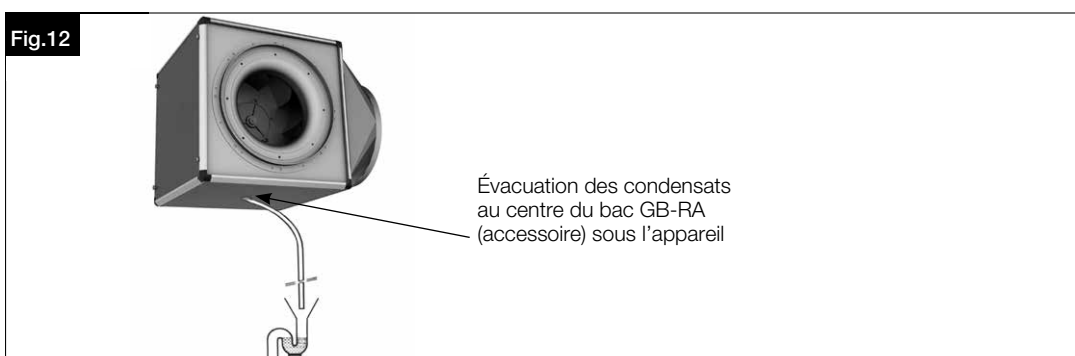 Fig.12
Évacuation des condensats
au centre du bac GB-RA
(accessoire) sous l'appareil